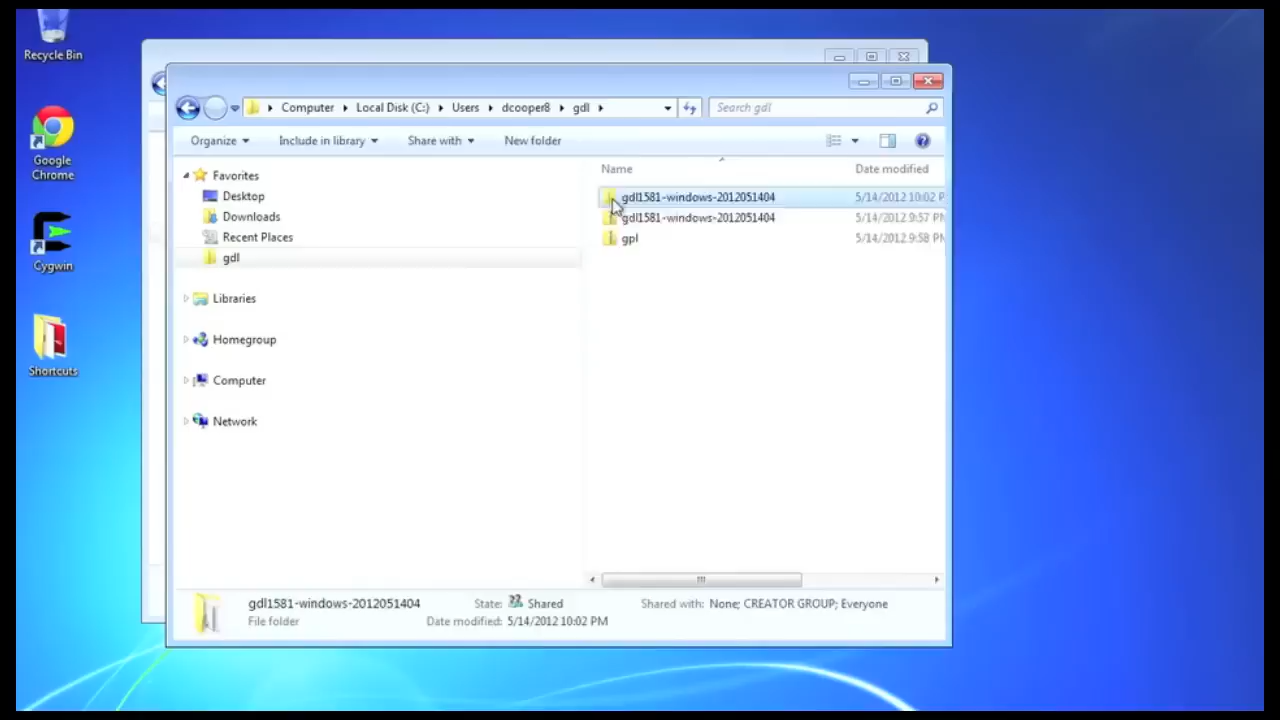 Recycle Bin
Google
Chrome
Cygwin
Shortcuts
Computer
Local Disk (C:)
Users
dcooper8
gdl
Search gdl
Organize
Include in library
Share with
New folder
Favorites
Desktop
Downloads
Recent Places
gdl
Libraries
Homegroup
Computer
Network
Name Date modified
gdl1581-windows-2012051404 5/14/2012 10:02 P
gdl1581-windows-2012051404 5/14/2012 9:57 PM
gpl 5/14/2012 9:58 PM
gdl1581-windows-2012051404 State: Shared Shared with: None; CREATOR GROUP; Everyone
File folder Date modified: 5/14/2012 10:02 PM